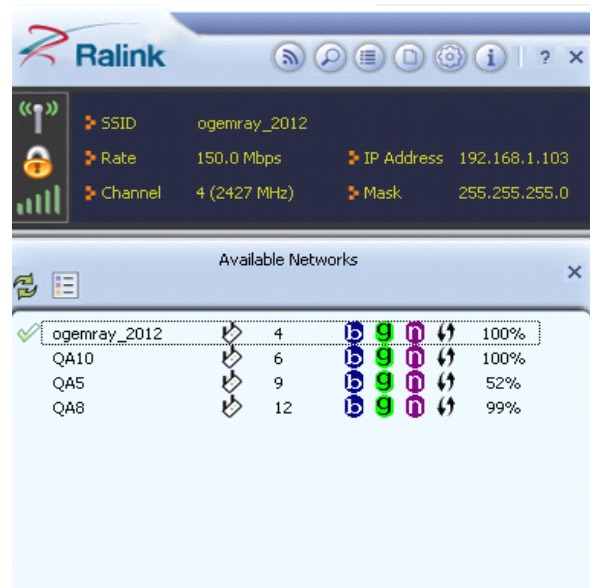 Ralink
i ? ×
SSID ogemray_2012
Rate 150.0 Mbps IP Address 192.168.1.103
Channel 4 (2427 MHz) Mask 255.255.255.0
Available Networks ×
ogemray_2012 4 b g n 100%
QA10 6 b g n 100%
QA5 9 b g n 52%
QA8 12 b g n 99%